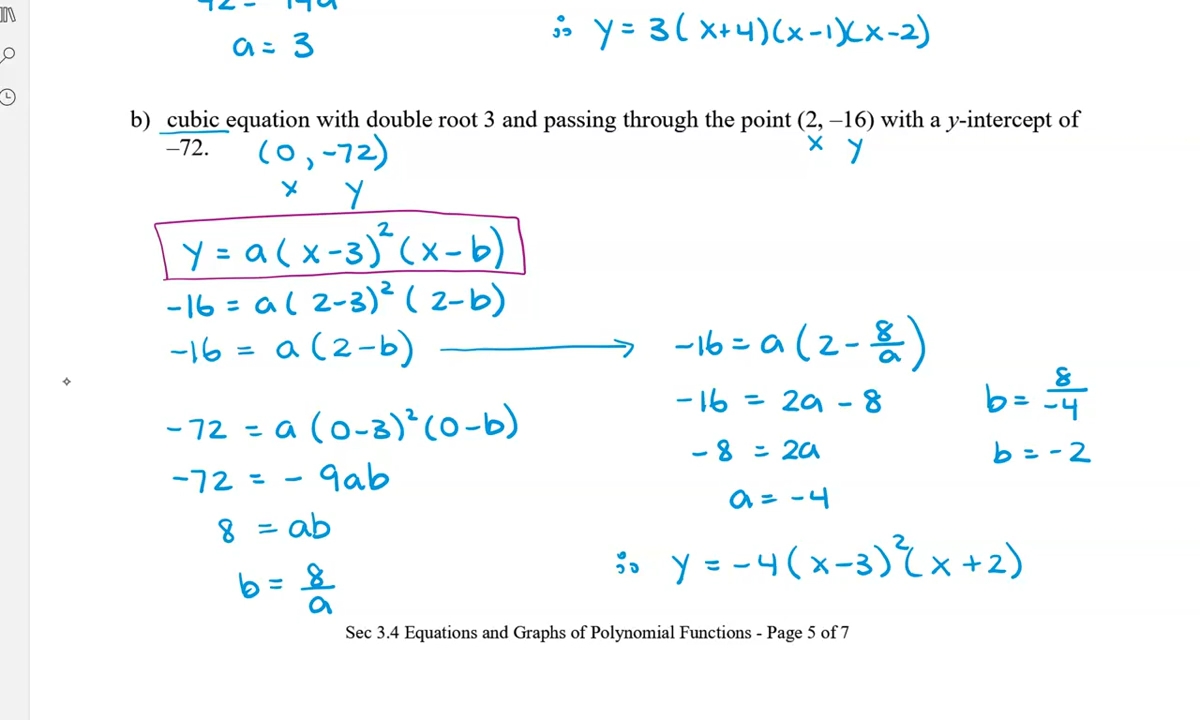 72 = 14a
a = 3
∴ y = 3(x+4)(x-1)(x-2)
b) cubic equation with double root 3 and passing through the point (2, –16) with a y-intercept of
–72. (0, -72)
x y
x y
y = a(x-3)²(x-b)
-16 = a(2-3)²(2-b)
-16 = a(2-b)
-72 = a(0-3)²(0-b)
-72 = -9ab
8 = ab
b = 8/a
-16 = a(2 - 8/a)
-16 = 2a - 8
-8 = 2a
a = -4
b = 8/-4
b = -2
∴ y = -4(x-3)²(x+2)
Sec 3.4 Equations and Graphs of Polynomial Functions - Page 5 of 7